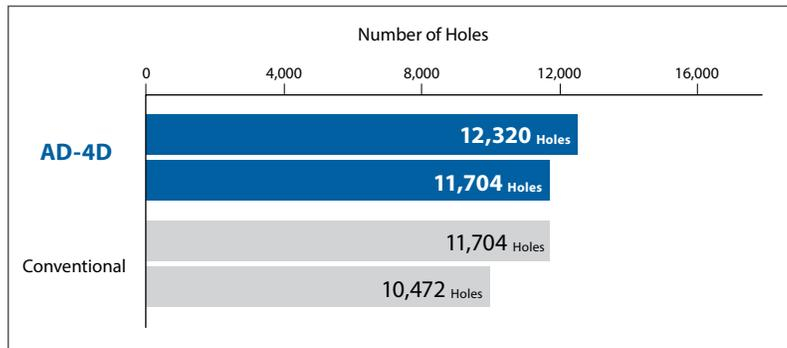 Number of Holes
0 4,000 8,000 12,000 16,000
AD-4D
12,320 Holes
11,704 Holes
Conventional
11,704 Holes
10,472 Holes